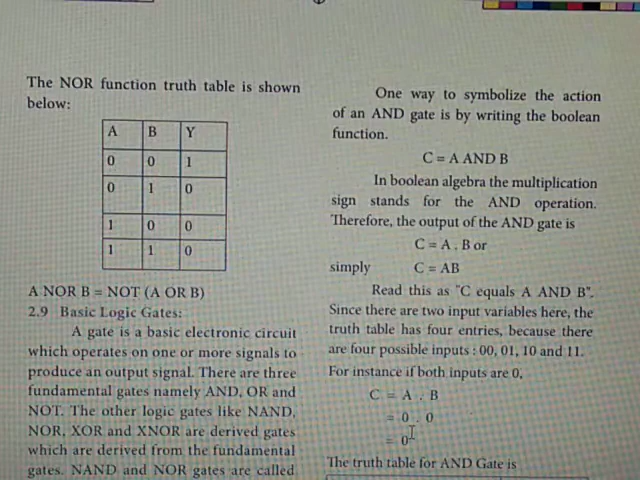 The NOR function truth table is shown
below:
A B Y
0 0 1
0 1 0
1 0 0
1 1 0
A NOR B = NOT (A OR B)
2.9 Basic Logic Gates:
A gate is a basic electronic circuit
which operates on one or more signals to
produce an output signal. There are three
fundamental gates namely AND, OR and
NOT. The other logic gates like NAND,
NOR, XOR and XNOR are derived gates
which are derived from the fundamental
gates. NAND and NOR gates are called
One way to symbolize the action
of an AND gate is by writing the boolean
function.
C = A AND B
In boolean algebra the multiplication
sign stands for the AND operation.
Therefore, the output of the AND gate is
C = A . B or
simply C = AB
Read this as "C equals A AND B".
Since there are two input variables here, the
truth table has four entries, because there
are four possible inputs : 00, 01, 10 and 11.
For instance if both inputs are 0,
C = A . B
= 0 . 0
= 0
The truth table for AND Gate is